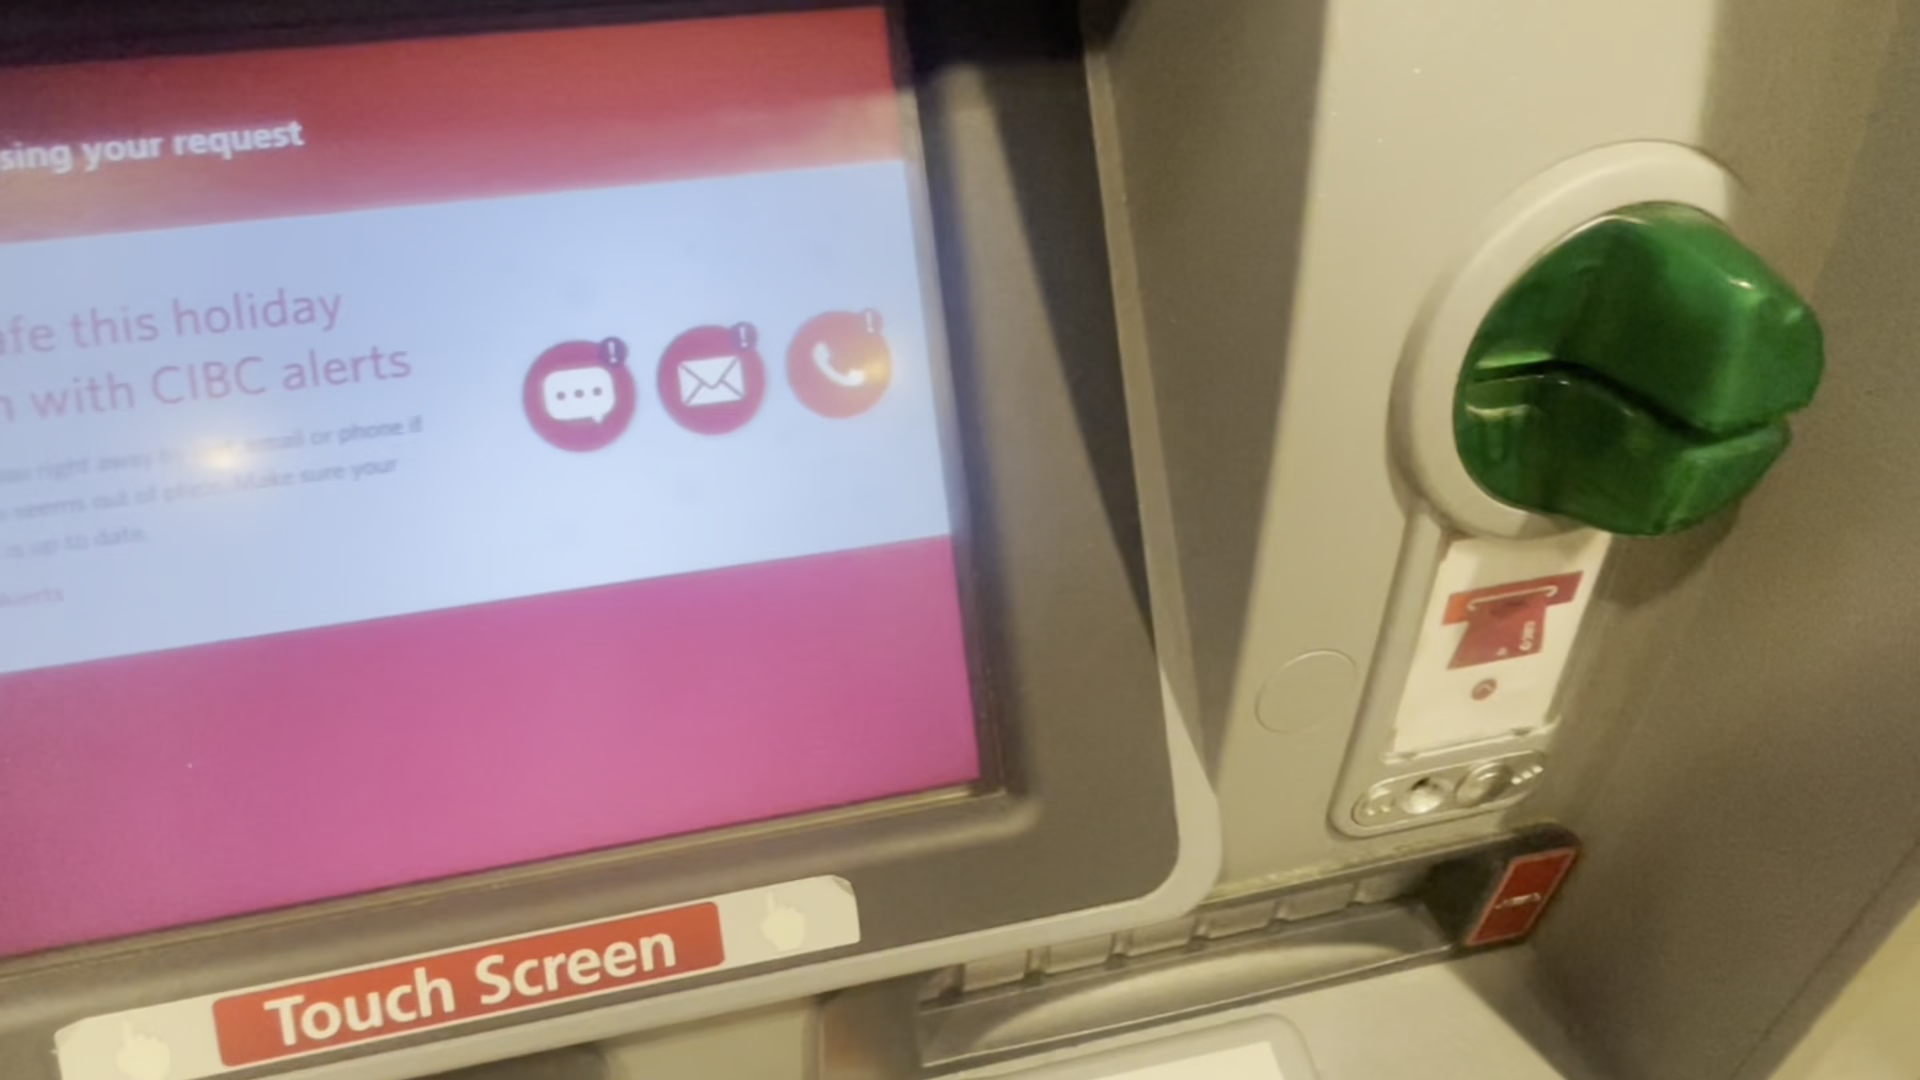 sing your request
afe this holiday
n with CIBC alerts
right away email or phone if
seems out of place. Make sure your
is up to date.
Alerts
Touch Screen